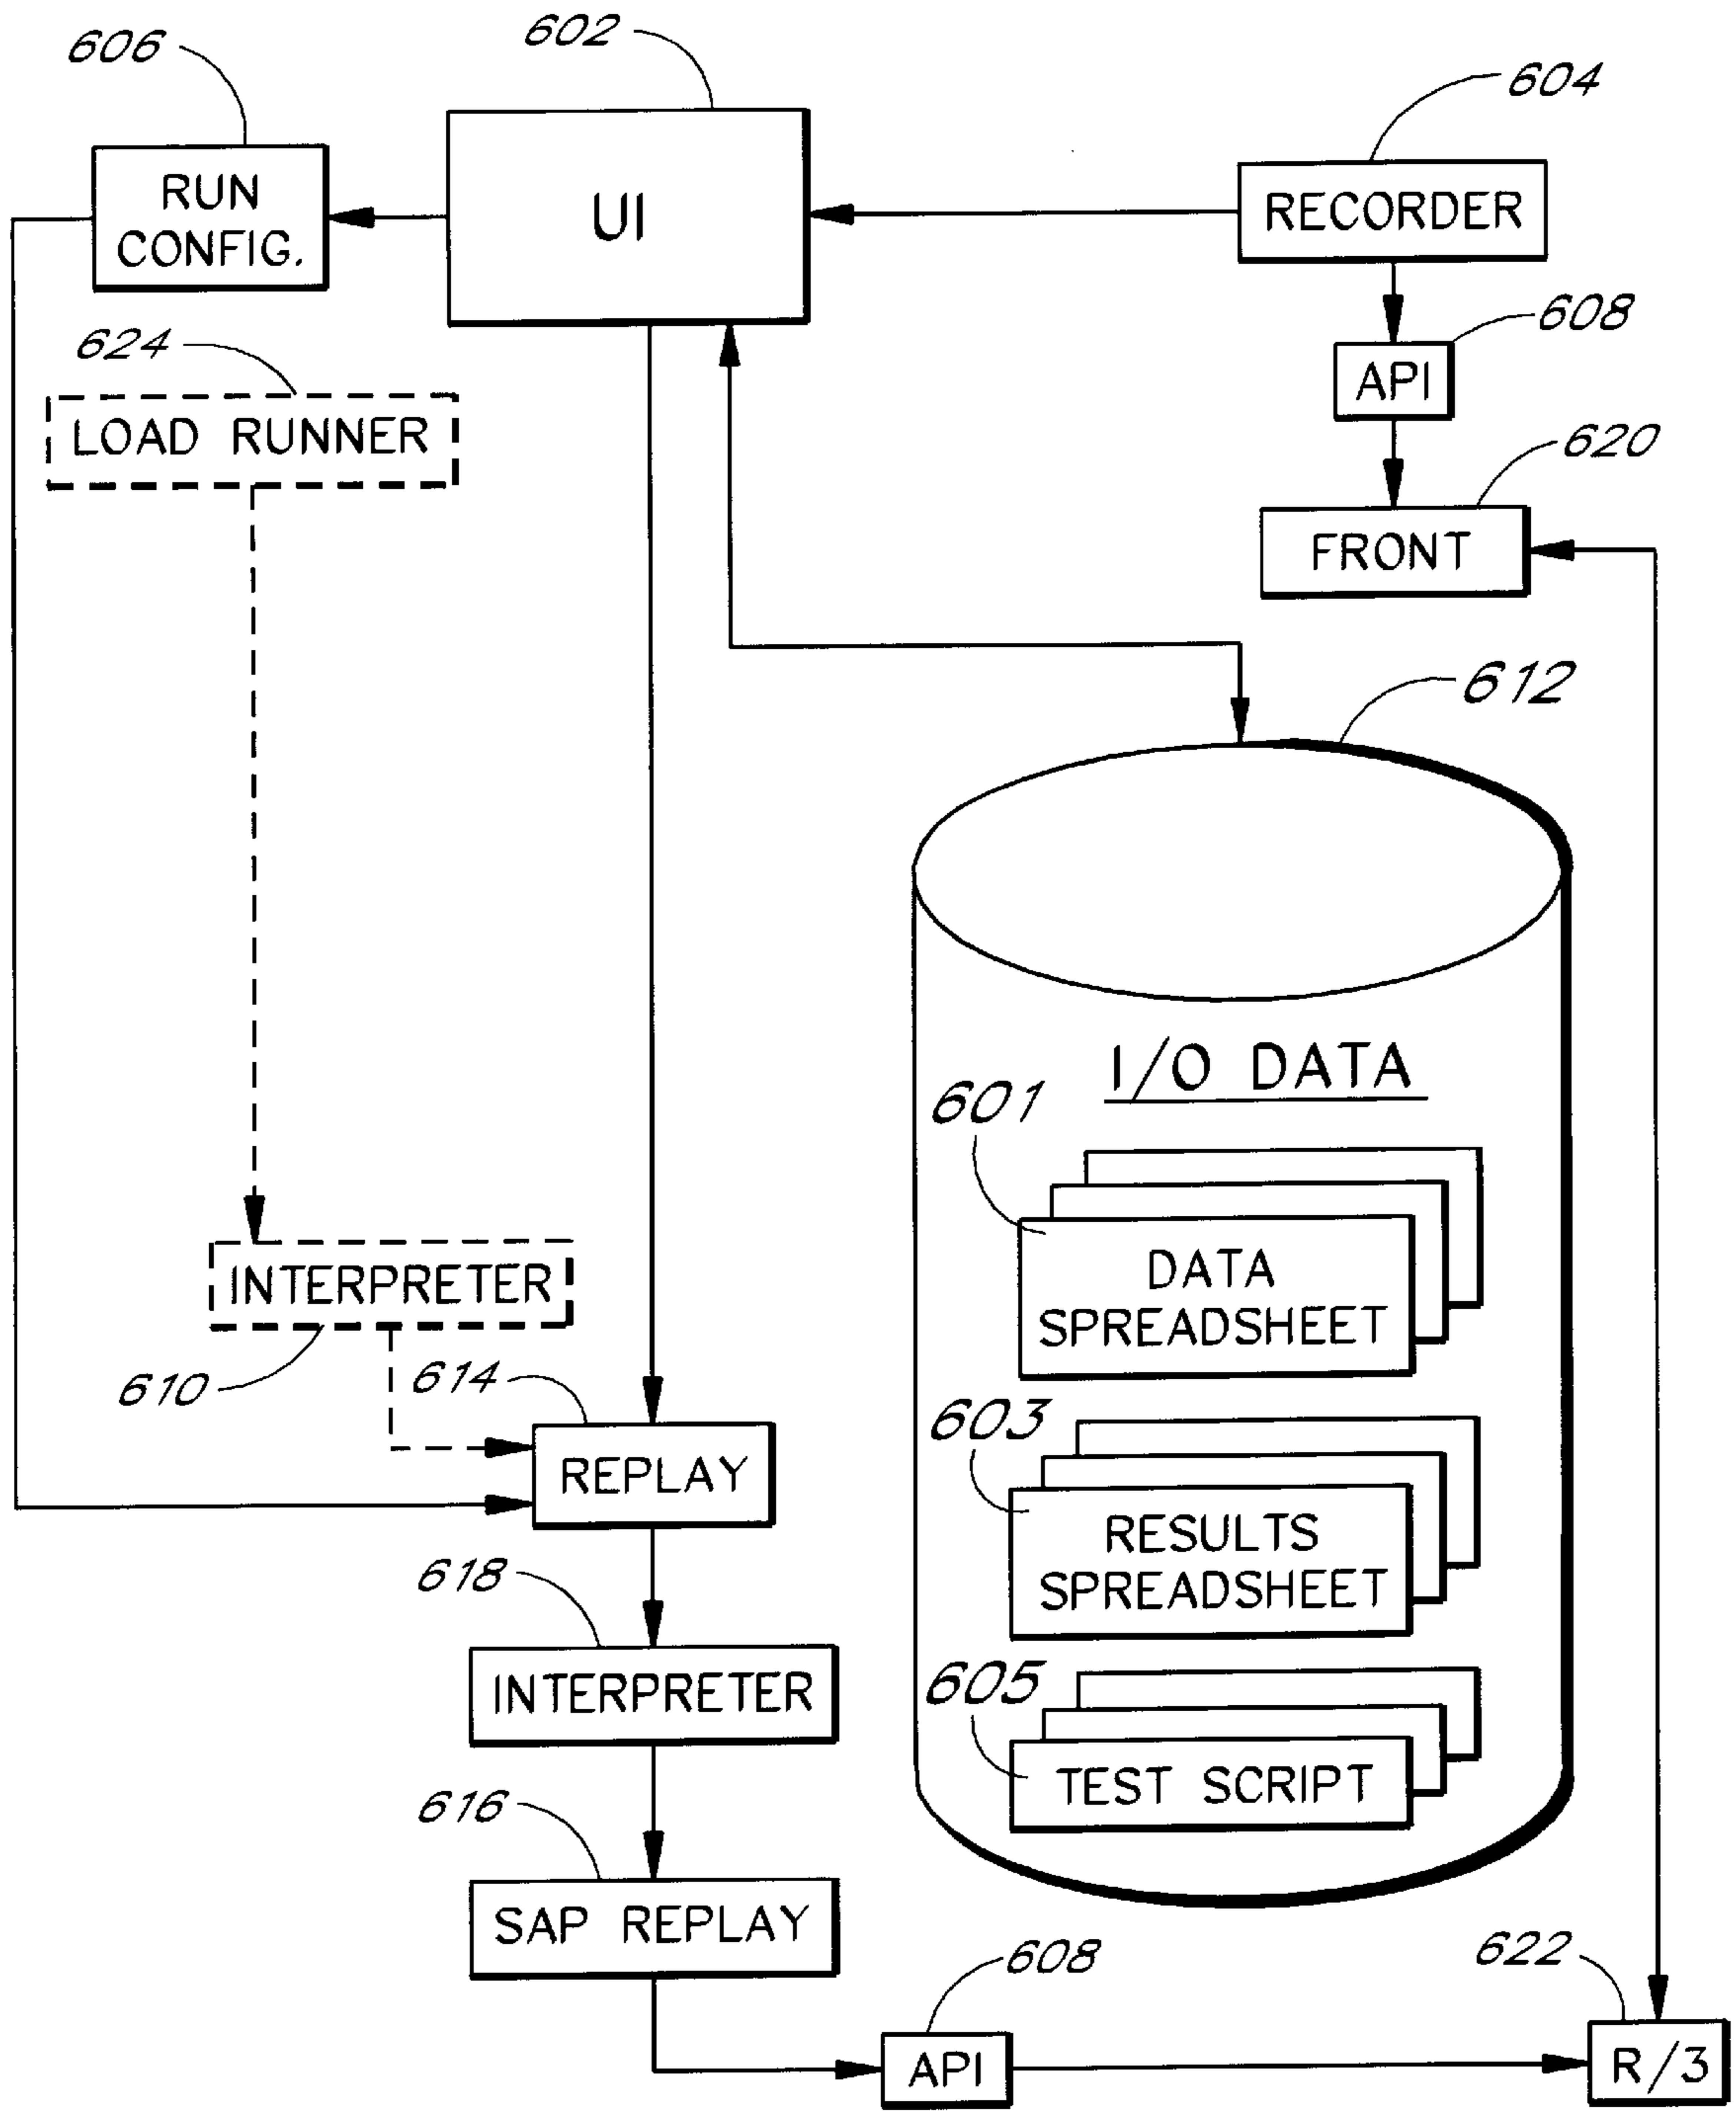 602
606
604
RUN
CONFIG.
UI
RECORDER
608
624
API
LOAD RUNNER
620
FRONT
612
I/O DATA
601
DATA
SPREADSHEET
INTERPRETER
610
614
603
REPLAY
RESULTS
SPREADSHEET
618
605
INTERPRETER
TEST SCRIPT
616
SAP REPLAY
608
622
API
R/3